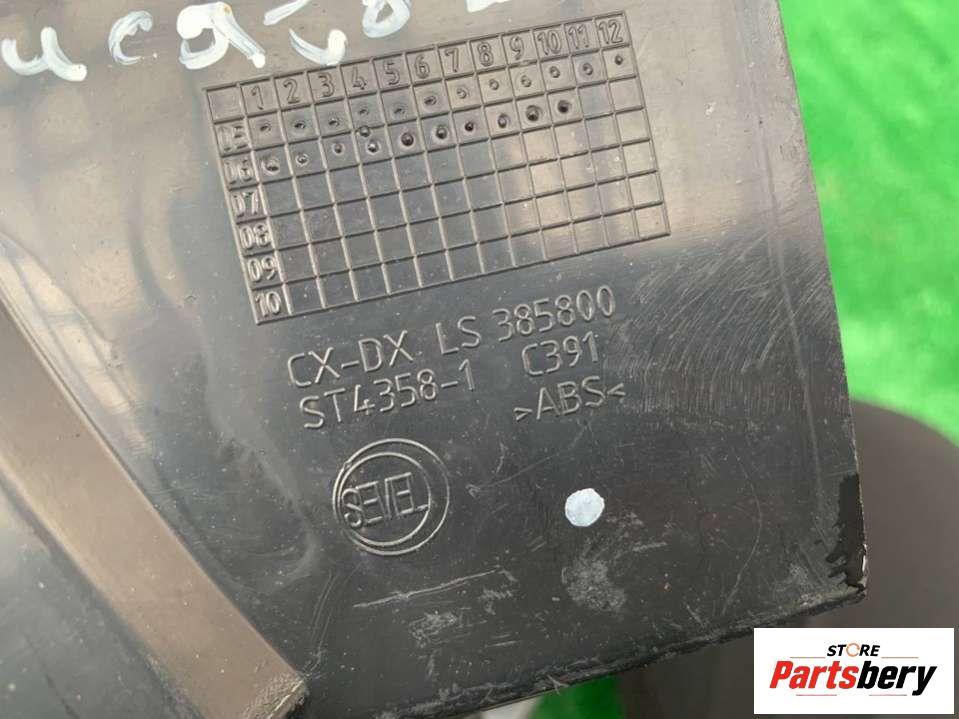 1 2 3 4 5 6 7 8 9 10 11 12
05
06
07
08
09
10
CX-DX LS 385800
ST4358-1 C391
>ABS<
SEVEL
STORE
Partsbery